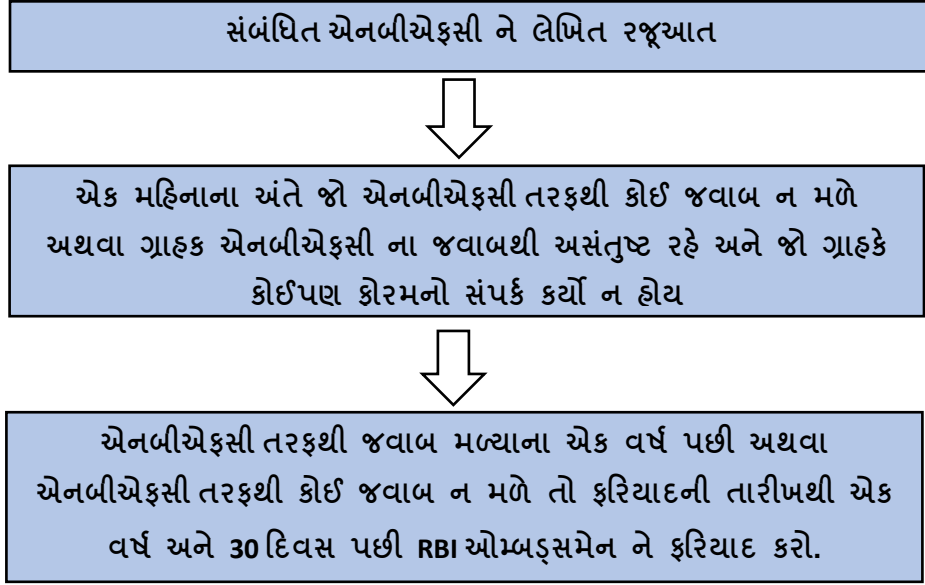 સંબંધિત એનબીએફસી ને લેખિત રજૂઆત
એક મહિનાના અંતે જો એનબીએફસી તરફથી કોઈ જવાબ ન મળે
અથવા ગ્રાહક એનબીએફસી ના જવાબથી અસંતુષ્ટ રહે અને જો ગ્રાહકે
કોઈપણ ફોરમનો સંપર્ક કર્યો ન હોય
એનબીએફસી તરફથી જવાબ મળ્યાના એક વર્ષ પછી અથવા
એનબીએફસી તરફથી કોઈ જવાબ ન મળે તો ફરિયાદની તારીખથી એક
વર્ષ અને 30 દિવસ પછી RBI ઓમ્બડ્સમેન ને ફરિયાદ કરો.